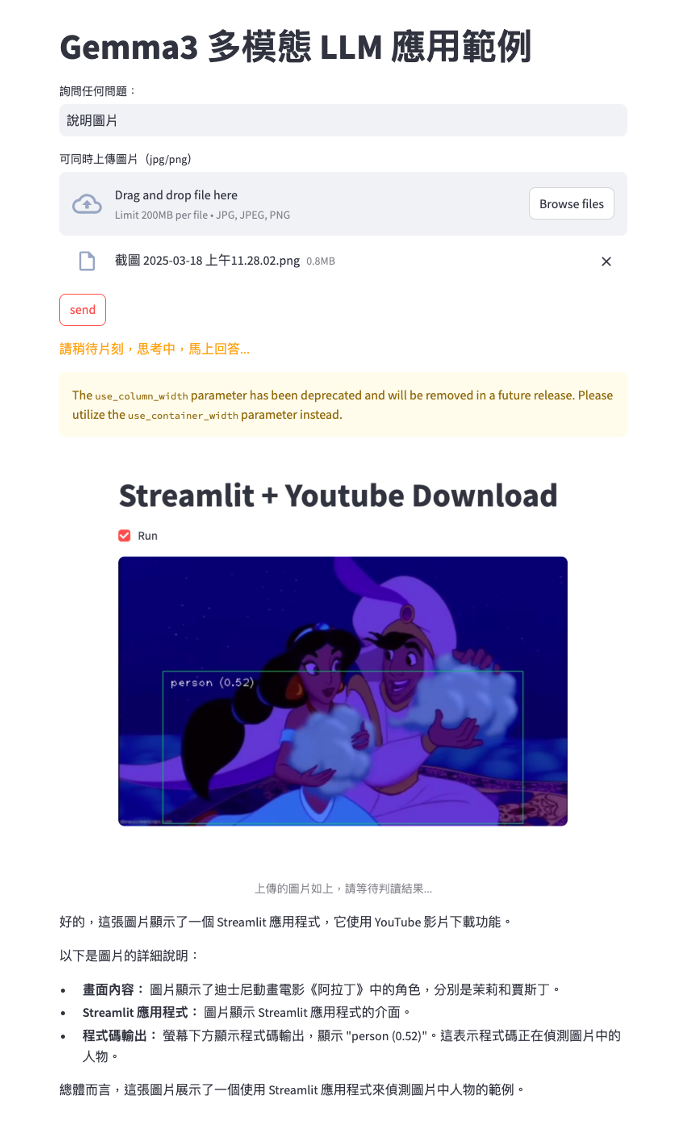 Gemma3 多模態 LLM 應用範例
詢問任何問題：
說明圖片
可同時上傳圖片（jpg/png）
Drag and drop file here
Limit 200MB per file • JPG, JPEG, PNG
Browse files
截圖 2025-03-18 上午11.28.02.png 0.8MB
send
請稍待片刻，思考中，馬上回答...
The use_column_width parameter has been deprecated and will be removed in a future release. Please
utilize the use_container_width parameter instead.
Streamlit + Youtube Download
Run
person (0.52)
上傳的圖片如上，請等待判讀結果...
好的，這張圖片顯示了一個 Streamlit 應用程式，它使用 YouTube 影片下載功能。
以下是圖片的詳細說明：
• 畫面內容： 圖片顯示了迪士尼動畫電影《阿拉丁》中的角色，分別是茉莉和賈斯丁。
• Streamlit 應用程式： 圖片顯示 Streamlit 應用程式的介面。
• 程式碼輸出： 螢幕下方顯示程式碼輸出，顯示 "person (0.52)"。這表示程式碼正在偵測圖片中的
人物。
總體而言，這張圖片展示了一個使用 Streamlit 應用程式來偵測圖片中人物的範例。